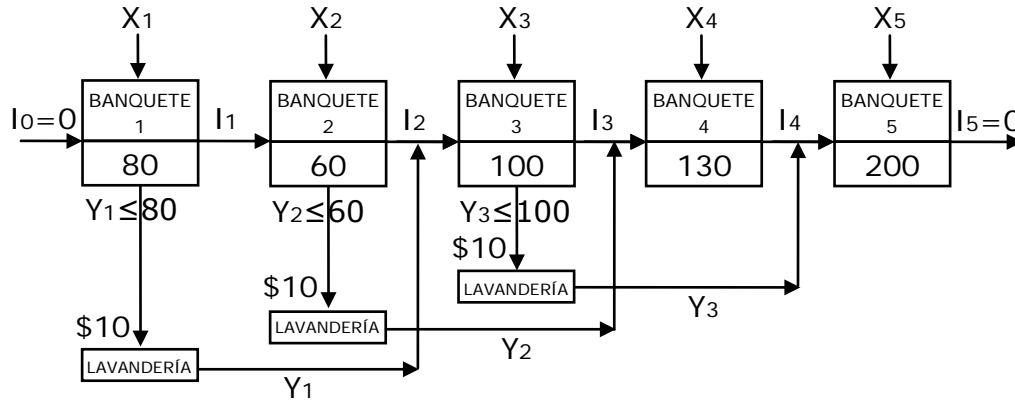 X1 X2 X3 X4 X5
BANQUETE 1 BANQUETE 2 BANQUETE 3 BANQUETE 4 BANQUETE 5
I0=0 I1 I2 I3 I4 I5=0
80 60 100 130 200
Y1≤80 Y2≤60 Y3≤100
$10
LAVANDERÍA
Y3
$10
LAVANDERÍA
Y2
$10
LAVANDERÍA
Y1